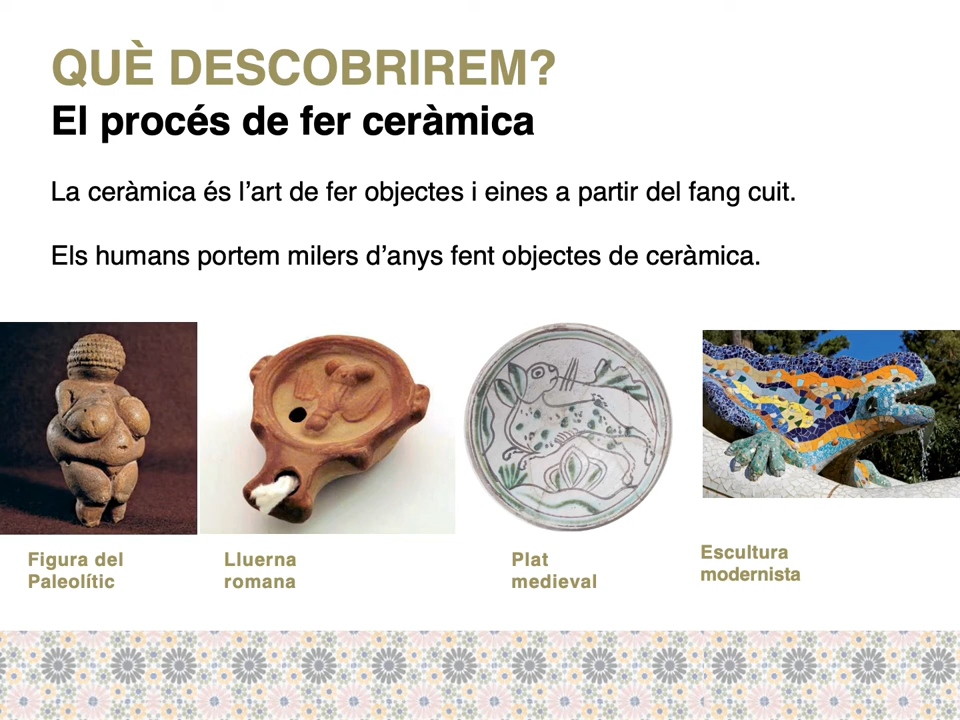 QUÈ DESCOBRIREM?
El procés de fer ceràmica
La ceràmica és l’art de fer objectes i eines a partir del fang cuit.
Els humans portem milers d’anys fent objectes de ceràmica.
Figura del
Paleolític
Lluerna
romana
Plat
medieval
Escultura
modernista